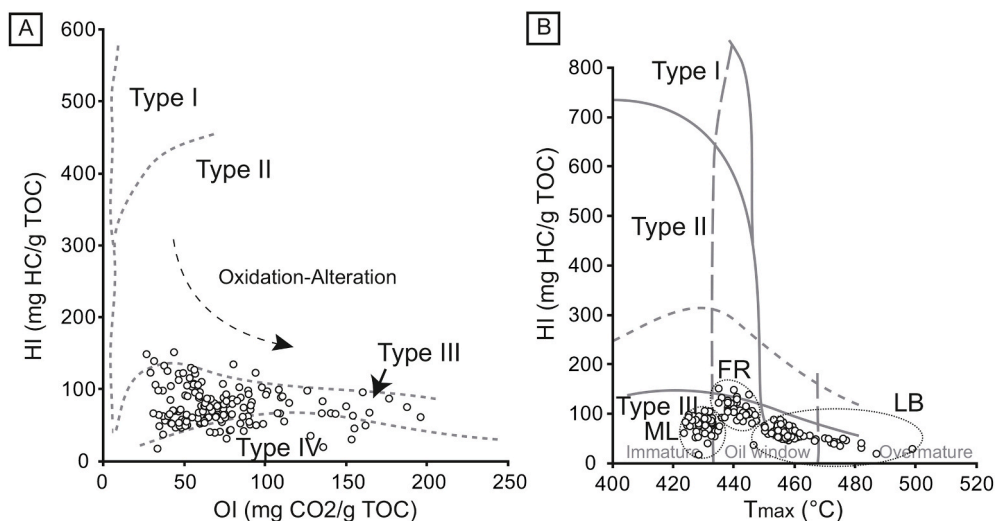 A
600
500
400
300
200
100
0
HI (mg HC/g TOC)
Type I
Type II
Oxidation-Alteration
Type III
Type IV
0
50
100
150
200
250
OI (mg CO2/g TOC)
B
800
700
600
500
400
300
200
100
0
HI (mg HC/g TOC)
Type I
Type II
FR
Type III
ML
LB
Immature
Oil window
Overmature
400
420
440
460
480
500
520
Tmax (°C)